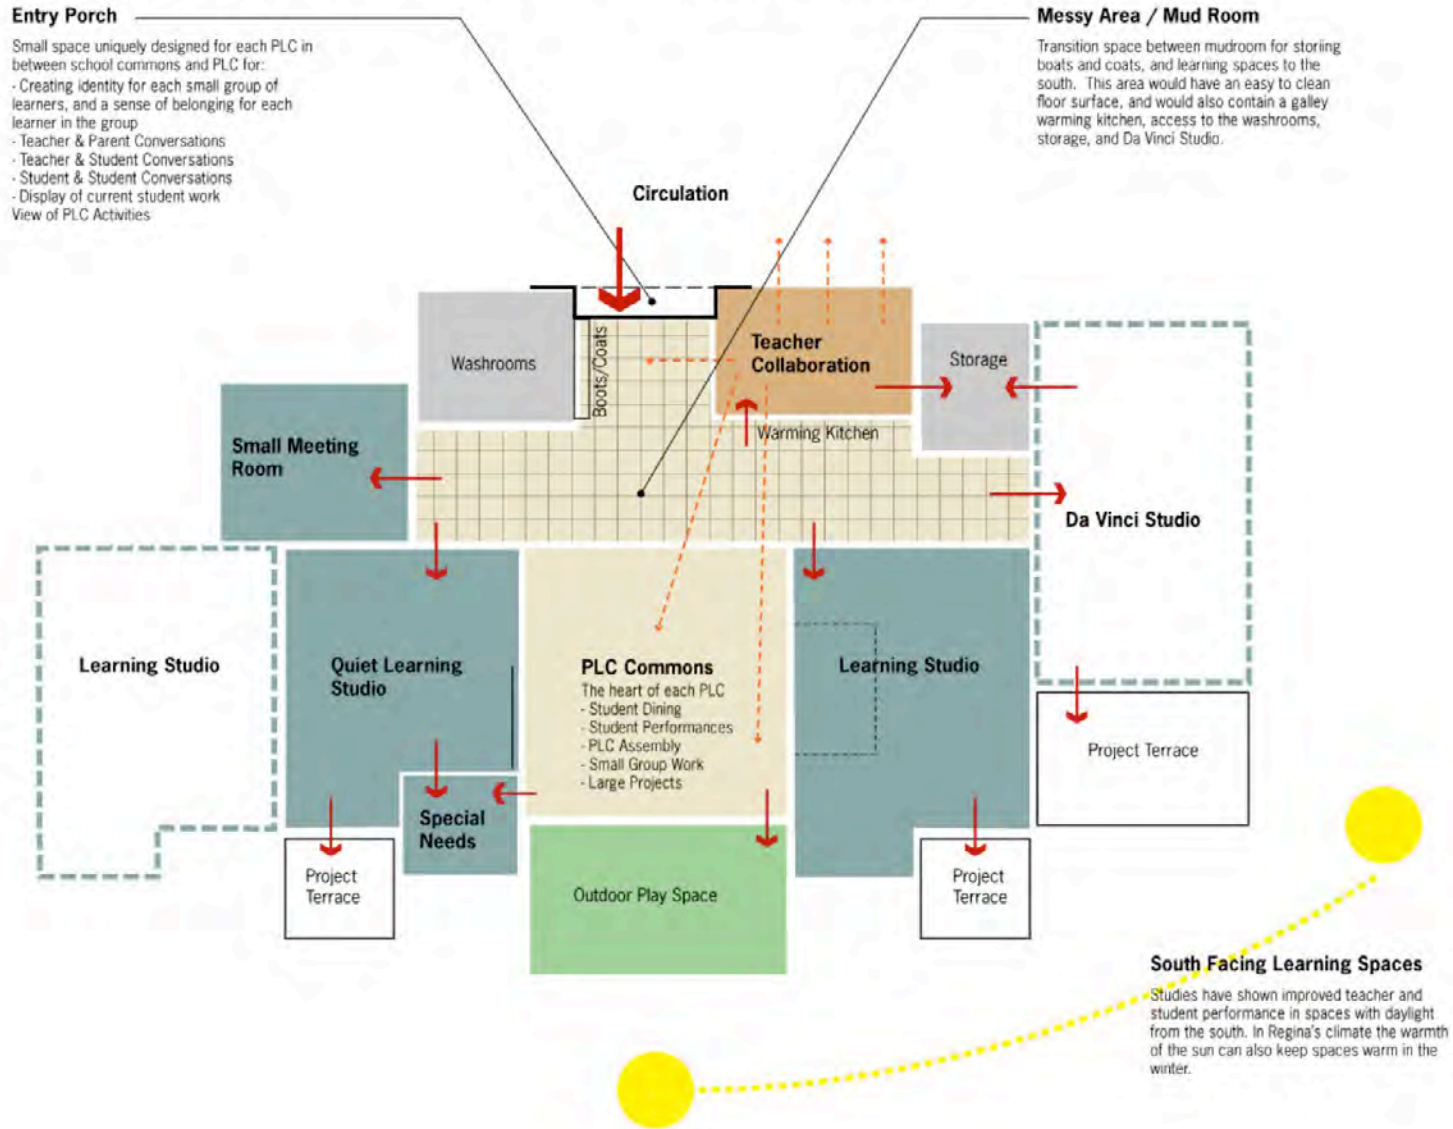 Entry Porch
Small space uniquely designed for each PLC in
between school commons and PLC for:
- Creating identity for each small group of
learners, and a sense of belonging for each
learner in the group
- Teacher & Parent Conversations
- Teacher & Student Conversations
- Student & Student Conversations
- Display of current student work
View of PLC Activities
Messy Area / Mud Room
Transition space between mudroom for storiing
boats and coats, and learning spaces to the
south. This area would have an easy to clean
floor surface, and would also contain a galley
warming kitchen, access to the washrooms,
storage, and Da Vinci Studio.
Circulation
Washrooms
Boots/Coats
Teacher
Collaboration
Storage
Warming Kitchen
Small Meeting
Room
Da Vinci Studio
Learning Studio
Quiet Learning
Studio
PLC Commons
The heart of each PLC
- Student Dining
- Student Performances
- PLC Assembly
- Small Group Work
- Large Projects
Learning Studio
Project Terrace
Special
Needs
Project
Terrace
Outdoor Play Space
Project
Terrace
South Facing Learning Spaces
Studies have shown improved teacher and
student performance in spaces with daylight
from the south. In Regina's climate the warmth
of the sun can also keep spaces warm in the
winter.